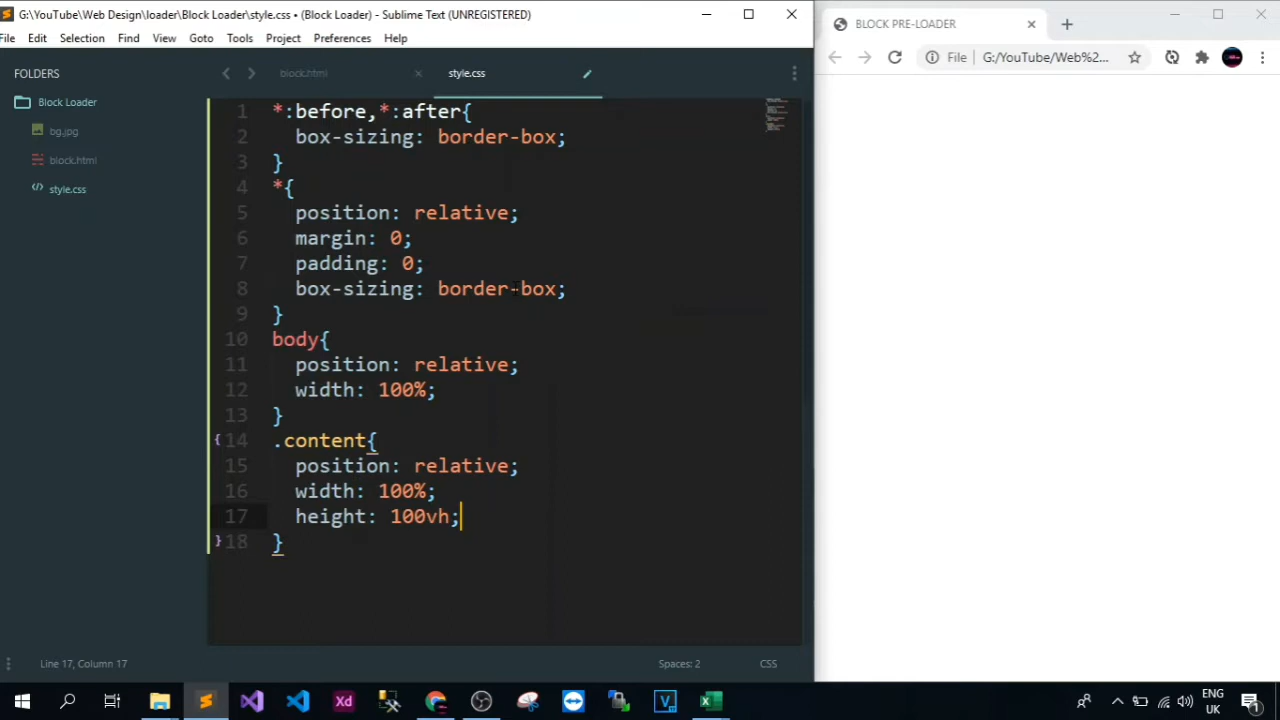 G:\YouTube\Web Design\loader\Block Loader\style.css • (Block Loader) - Sublime Text (UNREGISTERED)
File Edit Selection Find View Goto Tools Project Preferences Help
FOLDERS
Block Loader
bg.jpg
block.html
style.css
block.html
style.css
1 *:before,*:after{
2 box-sizing: border-box;
3 }
4 *{
5 position: relative;
6 margin: 0;
7 padding: 0;
8 box-sizing: border-box;
9 }
10 body{
11 position: relative;
12 width: 100%;
13 }
14 .content{
15 position: relative;
16 width: 100%;
17 height: 100vh;
18 }
Line 17, Column 17
Spaces: 2
CSS
BLOCK PRE-LOADER
File G:/YouTube/Web%2...
ENG
UK